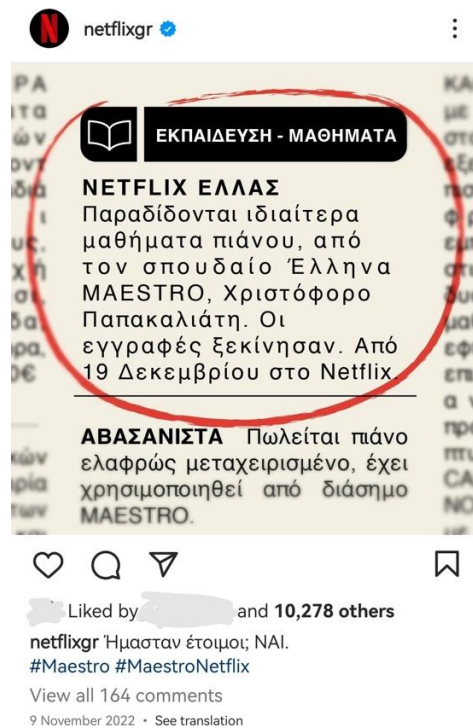 netflixgr
ΕΚΠΑΙΔΕΥΣΗ - ΜΑΘΗΜΑΤΑ
NETFLIX ΕΛΛΑΣ
Παραδίδονται ιδιαίτερα
μαθήματα πιάνου, από
τον σπουδαίο Έλληνα
MAESTRO, Χριστόφορο
Παπακαλιάτη. Οι
εγγραφές ξεκίνησαν. Από
19 Δεκεμβρίου στο Netflix.
ΑΒΑΣΑΝΙΣΤΑ Πωλείται πιάνο
ελαφρώς μεταχειρισμένο, έχει
χρησιμοποιηθεί από διάσημο
MAESTRO.
Liked by and 10,278 others
netflixgr Ήμασταν έτοιμοι; ΝΑΙ.
#Maestro #MaestroNetflix
View all 164 comments
9 November 2022 • See translation